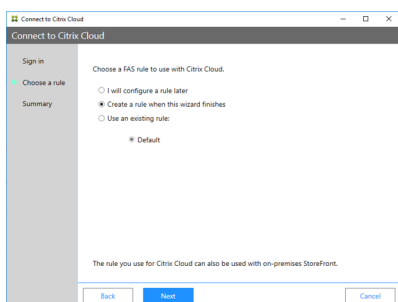 Connect to Citrix Cloud
Connect to Citrix Cloud
Sign in
Choose a rule
Summary
Choose a FAS rule to use with Citrix Cloud.
I will configure a rule later
Create a rule when this wizard finishes
Use an existing rule:
Default
The rule you use for Citrix Cloud can also be used with on-premises StoreFront.
Back
Next
Cancel